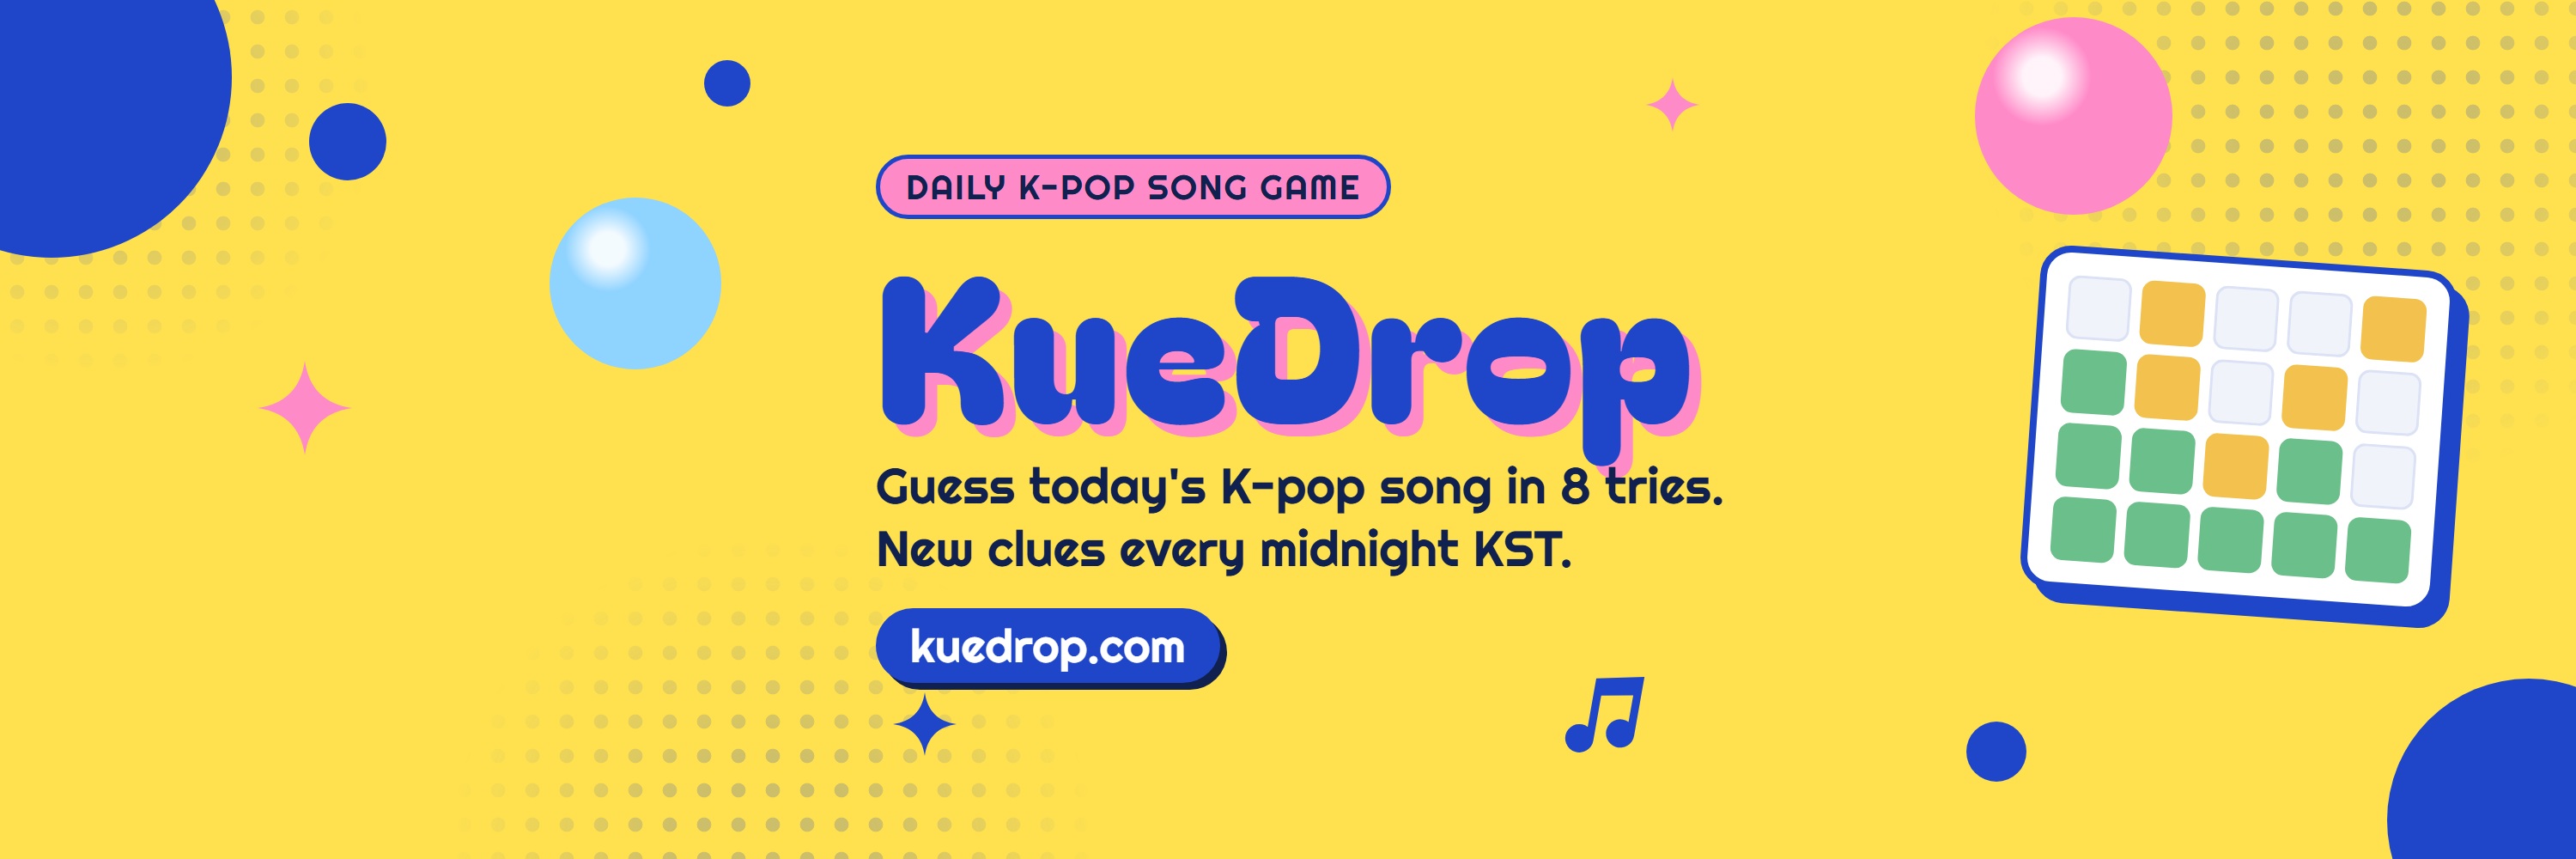 DAILY K-POP SONG GAME
KueDrop
Guess today's K-pop song in 8 tries.
New clues every midnight KST.
kuedrop.com